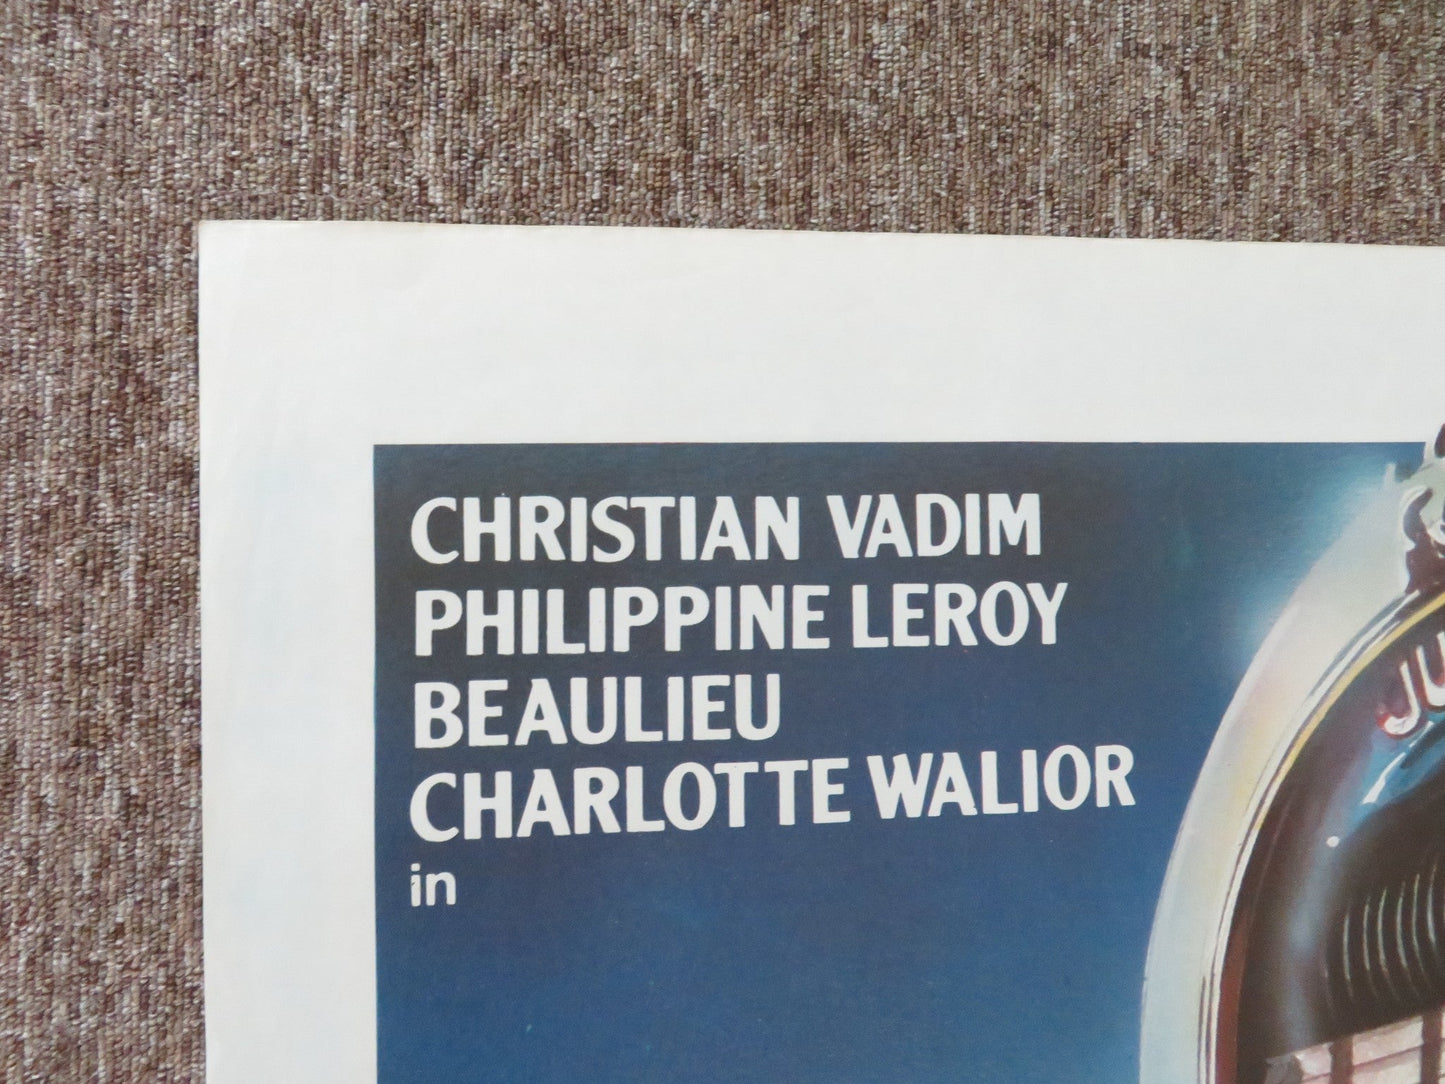 CHRISTIAN VADIM
PHILIPPINE LEROY
BEAULIEU
CHARLOTTE WALIOR
in